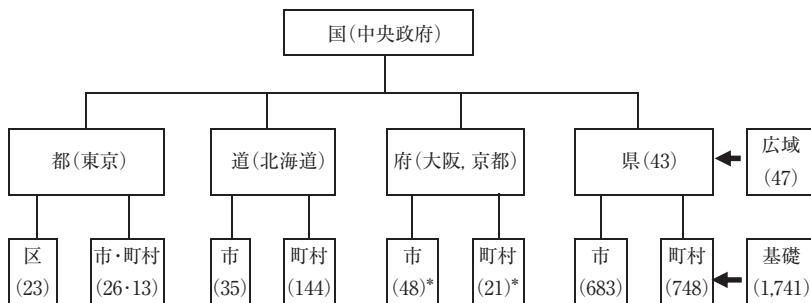 国(中央政府)
都(東京)
道(北海道)
府(大阪, 京都)
県(43)
広域
(47)
区
(23)
市・町村
(26・13)
市
(35)
町村
(144)
市
(48)*
町村
(21)*
市
(683)
町村
(748)
基礎
(1,741)